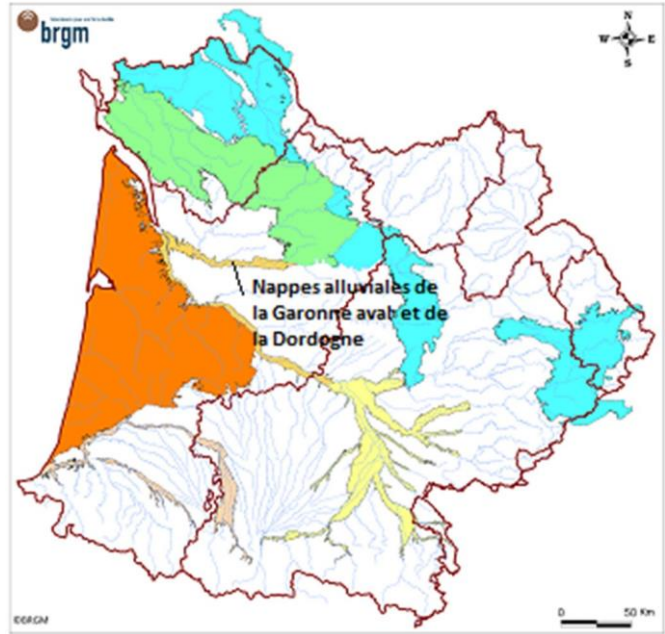 brgm
N
W E
S
Nappes alluviales de
la Garonne aval et de
la Dordogne
©BRGM
0 50 Km